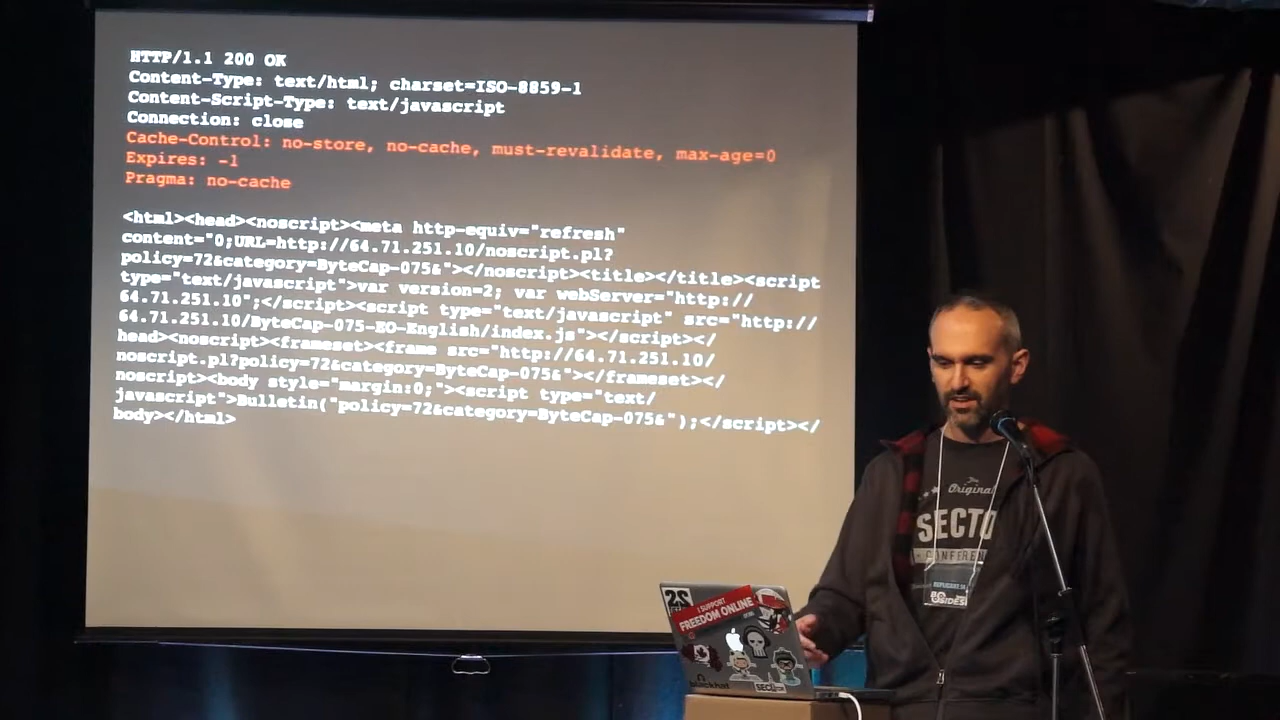 HTTP/1.1 200 OK
Content-Type: text/html; charset=ISO-8859-1
Content-Script-Type: text/javascript
Connection: close
Cache-Control: no-store, no-cache, must-revalidate, max-age=0
Expires: -1
Pragma: no-cache
<html><head><noscript><meta http-equiv="refresh"
content="0;URL=http://64.71.251.10/noscript.pl?
policy=72&category=ByteCap-075&"></noscript><title></title><script
type="text/javascript">var version=2; var webServer="http://
64.71.251.10";</script><script type="text/javascript" src="http://
64.71.251.10/ByteCap-075-EO-English/index.js"></script></
head><noscript><frameset><frame src="http://64.71.251.10/
noscript.pl?policy=72&category=ByteCap-075&"></frameset></
noscript><body style="margin:0;"><script type="text/
javascript">Bulletin("policy=72&category=ByteCap-075&");</script></
body></html>
The
Original
SECTO
CONFEREN
BSIDES
2S
I SUPPORT
FREEDOM ONLINE
blackhat
SECTO